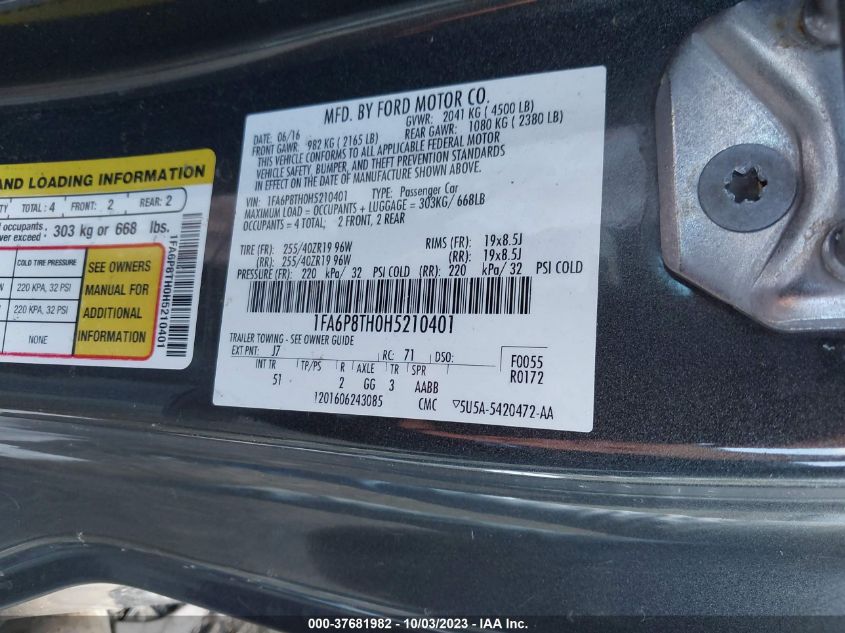 MFD. BY FORD MOTOR CO.
DATE: 06/16 GVWR: 2041 KG ( 4500 LB)
FRONT GAWR: 982 KG ( 2165 LB) REAR GAWR: 1080 KG ( 2380 LB)
THIS VEHICLE CONFORMS TO ALL APPLICABLE FEDERAL MOTOR
VEHICLE SAFETY, BUMPER, AND THEFT PREVENTION STANDARDS
IN EFFECT ON THE DATE OF MANUFACTURE SHOWN ABOVE.
VIN: 1FA6P8TH0H5210401 TYPE: Passenger Car
MAXIMUM LOAD = OCCUPANTS + LUGGAGE = 303KG/ 668LB
OCCUPANTS = 4 TOTAL; 2 FRONT, 2 REAR
TIRE (FR): 255/40ZR19 96W RIMS (FR): 19x8.5J
(RR): 255/40ZR19 96W (RR): 19x8.5J
PRESSURE (FR): 220 kPa/ 32 PSI COLD (RR): 220 kPa/ 32 PSI COLD
1FA6P8TH0H5210401
TRAILER TOWING - SEE OWNER GUIDE
EXT PNT: J7 RC: 71 DSO: F0055
R0172
INT TR TP/PS R AXLE TR SPR
51 2 GG 3 AABB
1201606243085 CMC ▽5U5A-5420472-AA
AND LOADING INFORMATION
TOTAL: 4 FRONT: 2 REAR: 2
occupants
ver exceed 303 kg or 668 lbs.
COLD TIRE PRESSURE
220 KPA, 32 PSI
220 KPA, 32 PSI
NONE
SEE OWNERS
MANUAL FOR
ADDITIONAL
INFORMATION
1FA6P8TH0H5210401
000-37681982 - 10/03/2023 - IAA Inc.